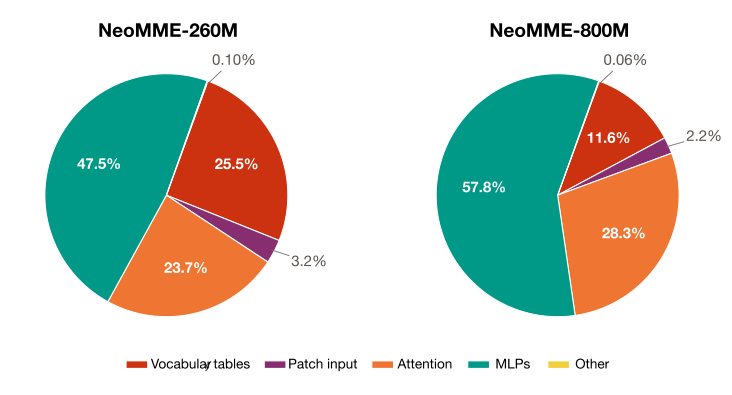 NeoMME-260M
NeoMME-800M
0.10%
0.06%
47.5%
25.5%
3.2%
23.7%
11.6%
2.2%
57.8%
28.3%
Vocabulary tables
Patch input
Attention
MLPs
Other